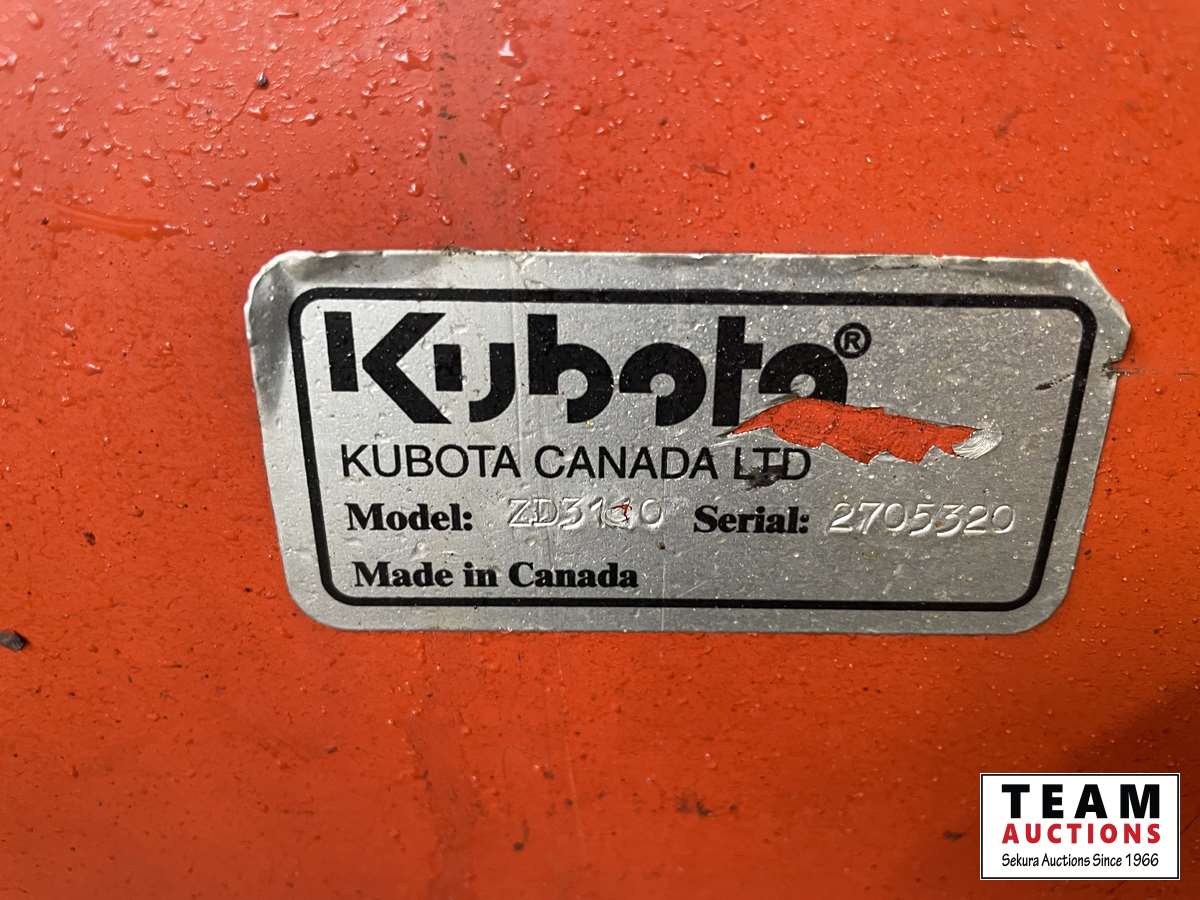 Kubota®
KUBOTA CANADA LTD
Model: Serial: 2705320
Made in Canada
TEAM
AUCTIONS
Sekura Auctions Since 1966